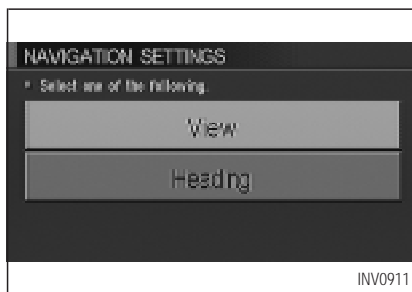 NAVIGATION SETTINGS
Select one of the following.
View
Heading
INV0911